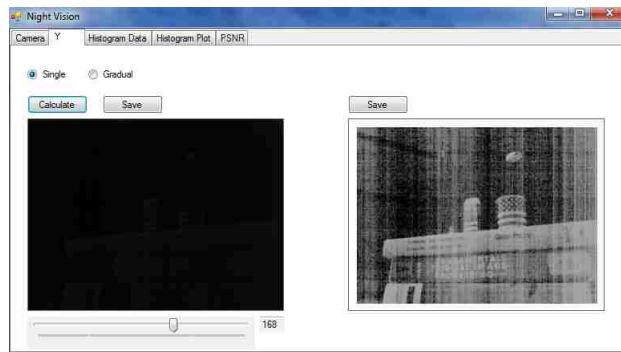 Night Vision
Camera Y Histogram Data Histogram Plot PSNR
Single Gradual
Calculate Save Save
168